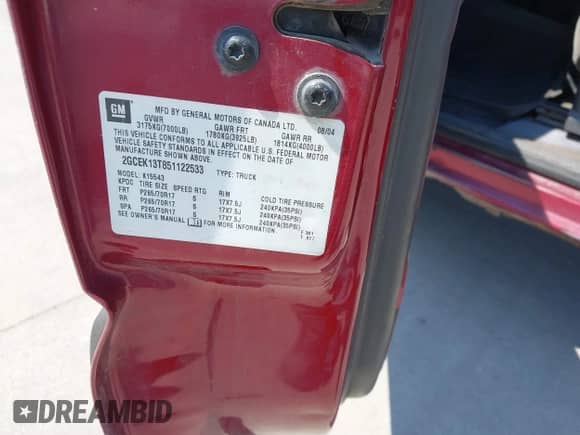 GM
MFD BY GENERAL MOTORS OF CANADA LTD. 08/04
GVWR GAWR FRT GAWR RR
3175KG(7000LB) 1780KG(3925LB) 1814KG(4000LB)
THIS VEHICLE CONFORMS TO ALL APPLICABLE U.S. FEDERAL MOTOR
VEHICLE SAFETY STANDARDS IN EFFECT ON THE DATE OF
MANUFACTURE SHOWN ABOVE.
2GCEK13T851122533 TYPE: TRUCK
MODEL: K15543
KPOC TIRE SIZE SPEED RTG RIM COLD TIRE PRESSURE
FRT P265/70R17 S 17X7.5J 240KPA(35PSI)
RR P265/70R17 S 17X7.5J 240KPA(35PSI)
SPA P265/70R17 S 17X7.5J 240KPA(35PSI)
SEE OWNER'S MANUAL FOR MORE INFORMATION.
DREAMBID